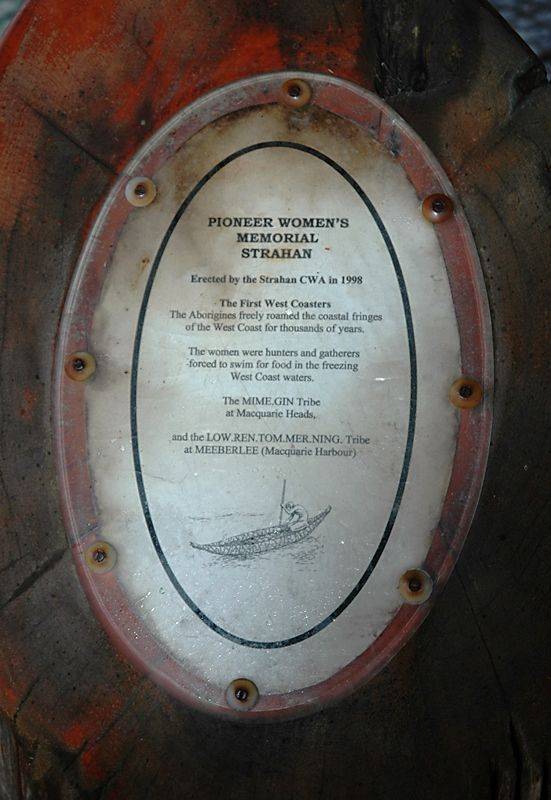 PIONEER WOMEN'S
MEMORIAL
STRAHAN
Erected by the Strahan CWA in 1998
The First West Coasters
The Aborigines freely roamed the coastal fringes
of the West Coast for thousands of years.
The women were hunters and gatherers
forced to swim for food in the freezing
West Coast waters.
The MIME.GIN Tribe
at Macquarie Heads,
and the LOW.REN.TOM.MER.NING. Tribe
at MEEBERLEE (Macquarie Harbour)